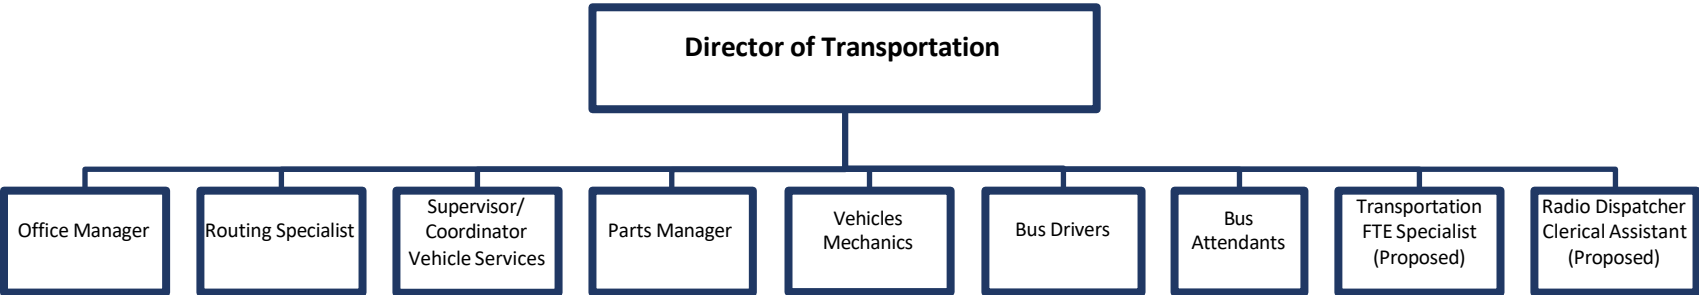 Director of Transportation
Office Manager
Routing Specialist
Supervisor/
Coordinator
Vehicle Services
Parts Manager
Vehicles
Mechanics
Bus Drivers
Bus
Attendants
Transportation
FTE Specialist
(Proposed)
Radio Dispatcher
Clerical Assistant
(Proposed)